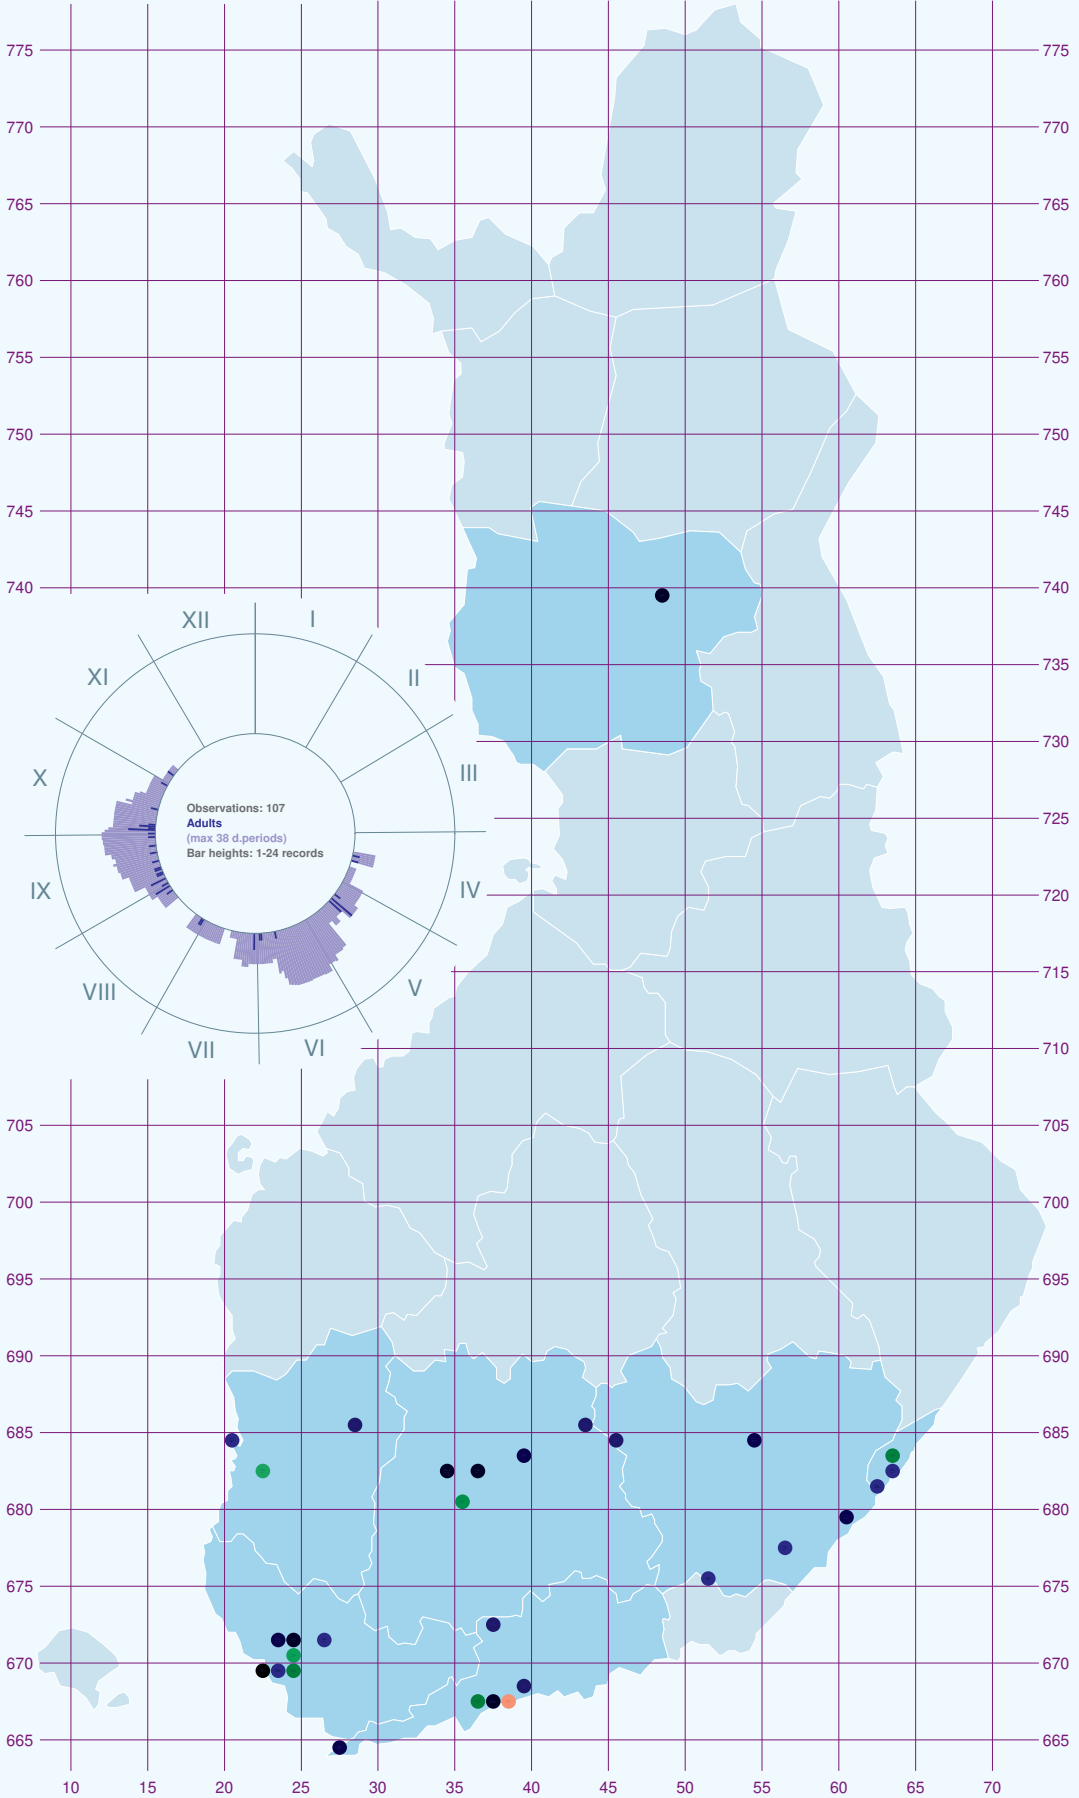 775 775
770 770
765 765
760 760
755 755
750 750
745 745
740 740
XII I
XI II
735
730
X III
Observations: 107
Adults
(max 38 d.periods)
Bar heights: 1-24 records
725
IX IV
720
715
VIII V
VII VI
710
705 705
700 700
695 695
690 690
685 685
680 680
675 675
670 670
665 665
10 15 20 25 30 35 40 45 50 55 60 65 70